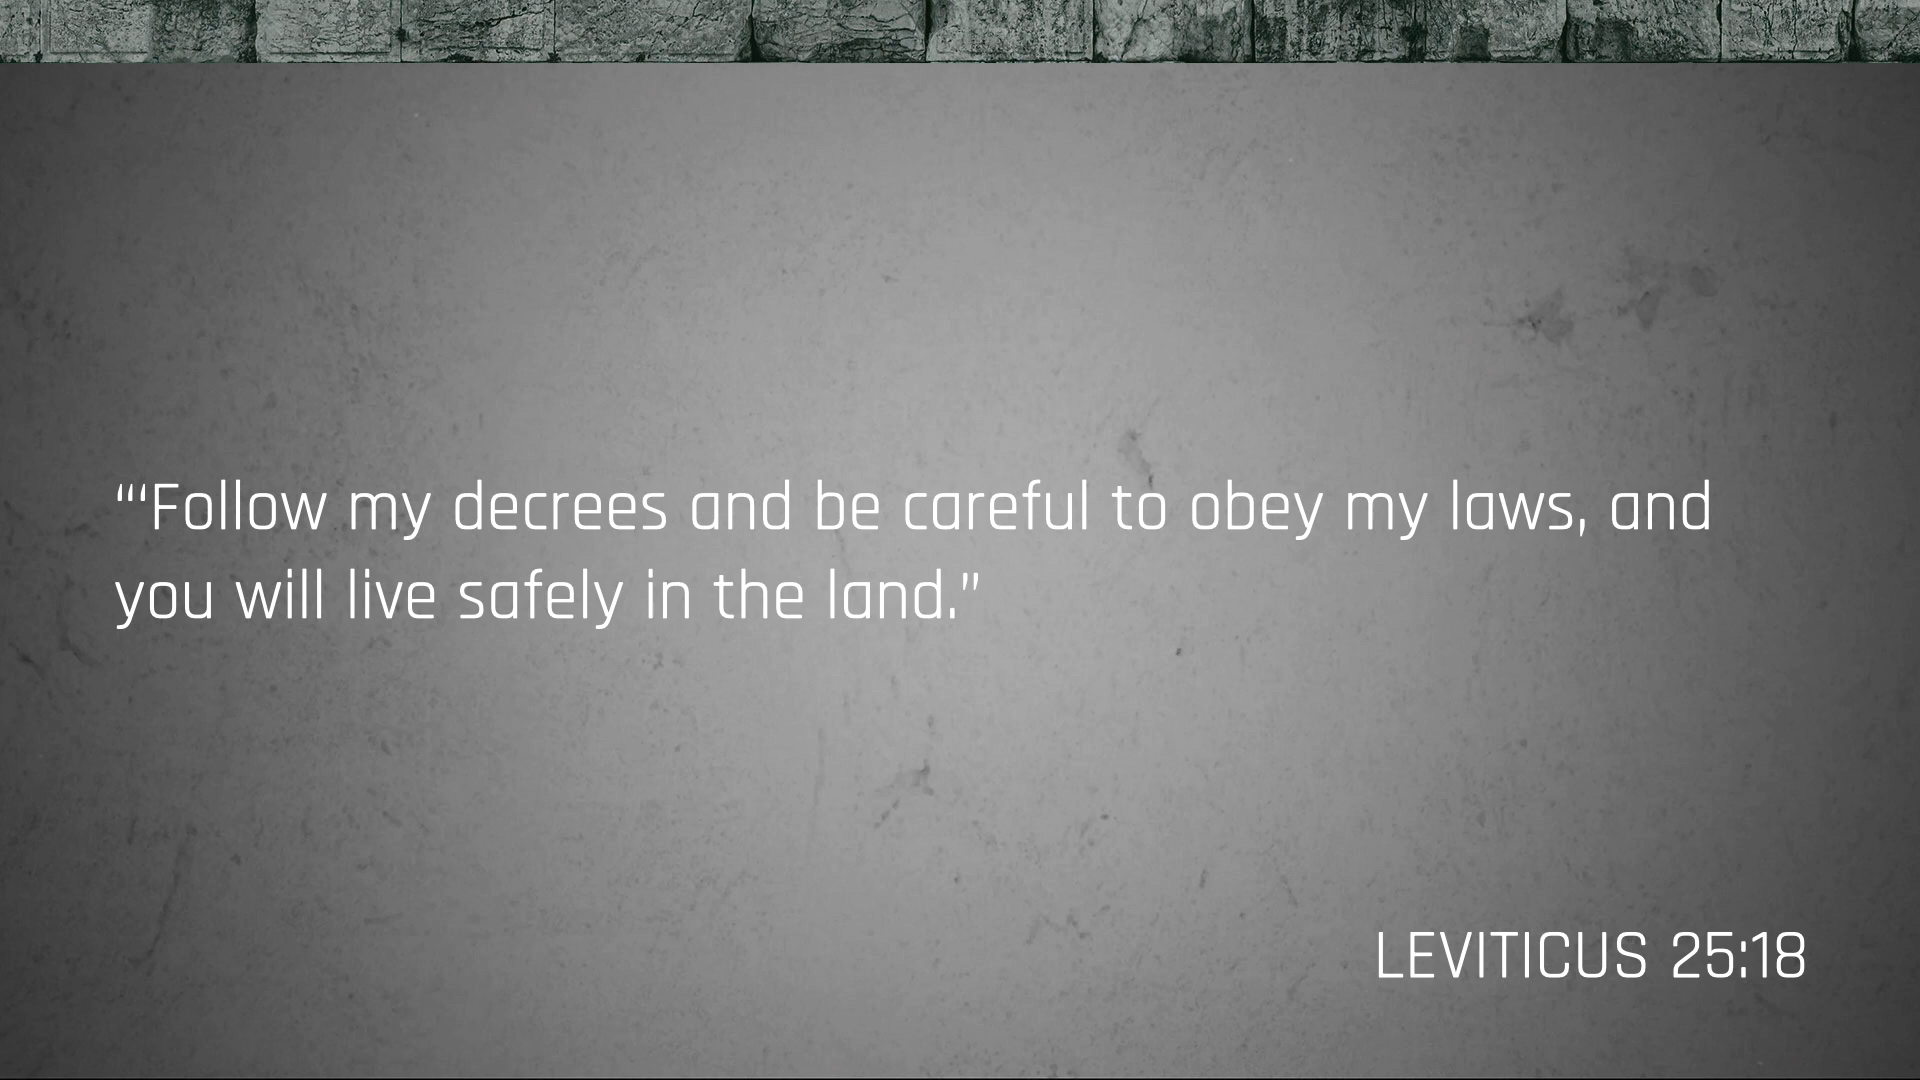 “‘Follow my decrees and be careful to obey my laws, and
you will live safely in the land.”
LEVITICUS 25:18